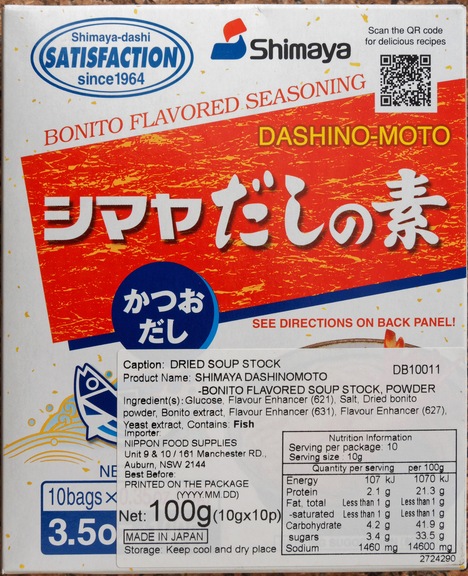 Shimaya-dashi
SATISFACTION
since1964
Shimaya
Scan the QR code
for delicious recipes
BONITO FLAVORED SEASONING
DASHINO-MOTO
シマヤだしの素
かつお
だし
SEE DIRECTIONS ON BACK PANEL!
Caption: DRIED SOUP STOCK
DB10011
Product Name: SHIMAYA DASHINOMOTO
-BONITO FLAVORED SOUP STOCK, POWDER
Ingredient(s):Glucose, Flavour Enhancer (621), Salt, Dried bonito
powder, Bonito extract, Flavour Enhancer (631), Flavour Enhancer (627),
Yeast extract, Contains: Fish
Importer
NIPPON FOOD SUPPLIES
Unit 9 & 10 / 161 Manchester RD.,
Auburn, NSW 2144
Best Before:
PRINTED ON THE PACKAGE
(YYYY.MM.DD)
Net: 100g(10gx10p)
MADE IN JAPAN
Storage: Keep cool and dry place
Nutrition Information
Serving per package: 10
Serving size: 10g
Quantity per serving per 100g
Energy 107 kJ 1070 kJ
Protein 2.1 g 21.3 g
Fat, total Less than 1 g Less than 1 g
-saturated Less than 1 g Less than 1 g
Carbohydrate 4.2 g 41.9 g
sugars 3.4 g 33.5 g
Sodium 1460 mg 14600 mg
2724290
NE
10bags×
3.5o